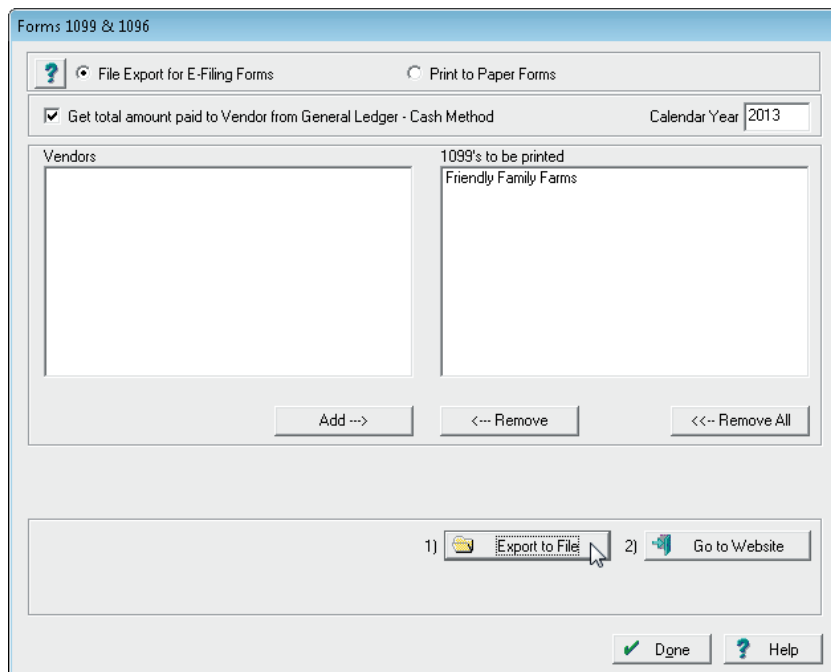 Forms 1099 & 1096
? File Export for E-Filing Forms Print to Paper Forms
Get total amount paid to Vendor from General Ledger - Cash Method Calendar Year 2013
Vendors 1099's to be printed
Friendly Family Farms
Add ---> <--- Remove <<-- Remove All
1) Export to File 2) Go to Website
Done ? Help